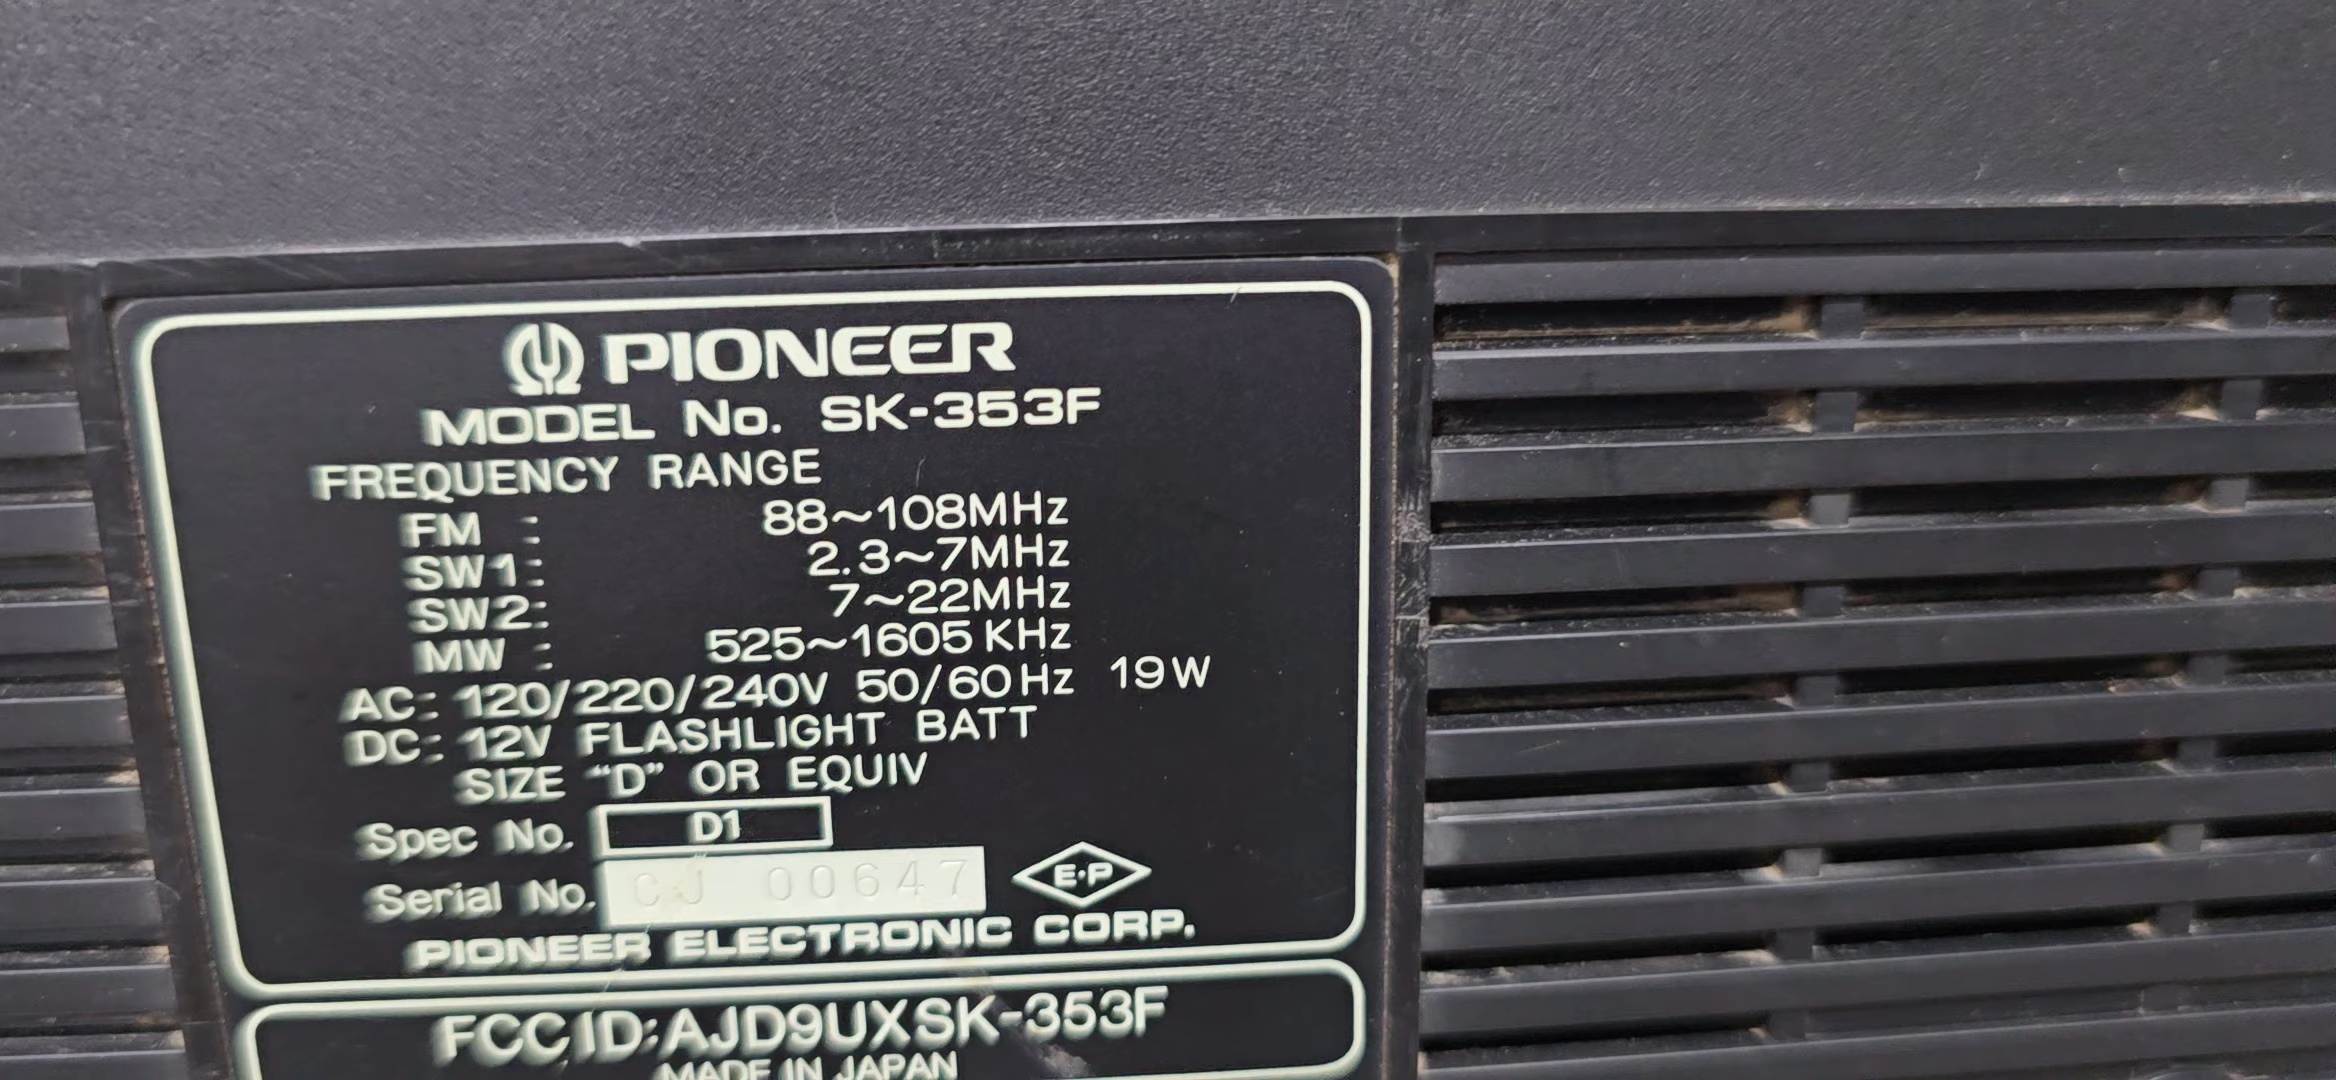 PIONEER
MODEL No. SK-353F
FREQUENCY RANGE
FM : 88~108MHz
SW1: 2.3~7MHz
SW2: 7~22MHz
MW : 525~1605 KHz
AC: 120/220/240V 50/60Hz 19W
DC: 12V FLASHLIGHT BATT
SIZE "D" OR EQUIV
Spec No. D1
Serial No. CJ 00647
E·P
PIONEER ELECTRONIC CORP.
FCC ID:AJD9UXSK-353F
MADE IN JAPAN